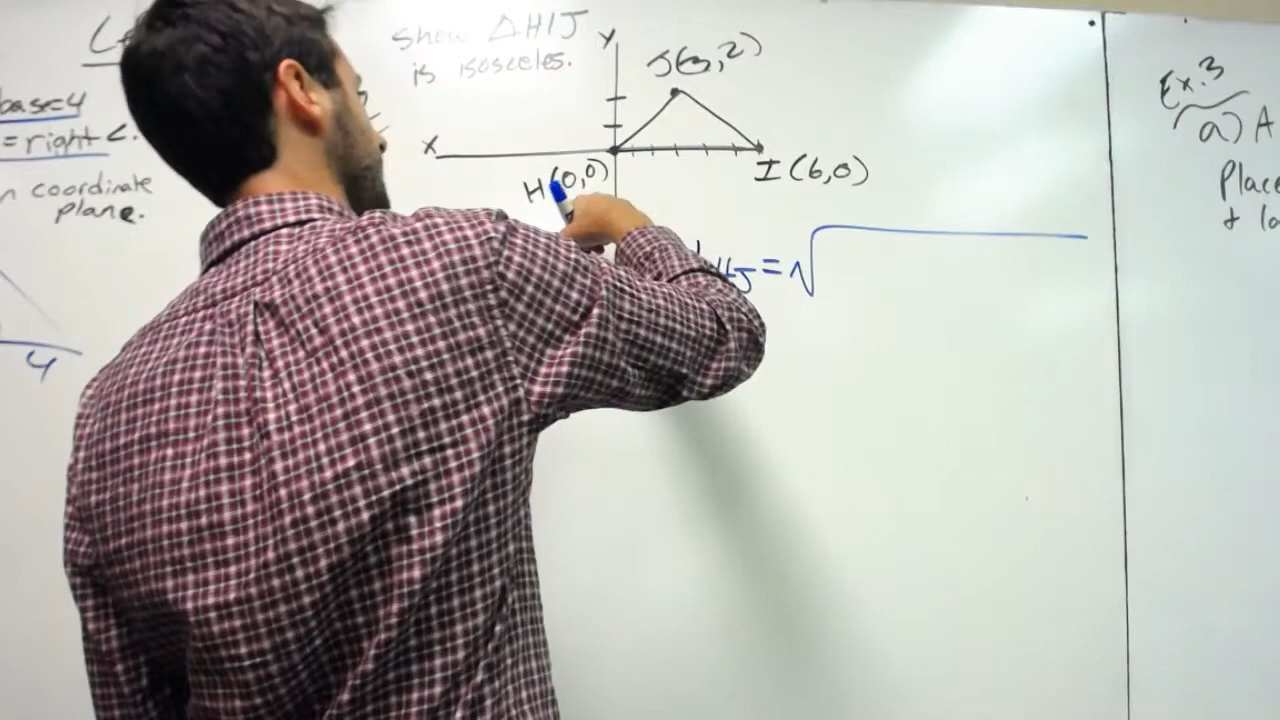 base=4
= right ∠.
n coordinate
plane.
4
show △HIJ
is isosceles.
y
J(3,2)
x
H(0,0)
I(6,0)
HJ = √
Ex.3
a) A
Place